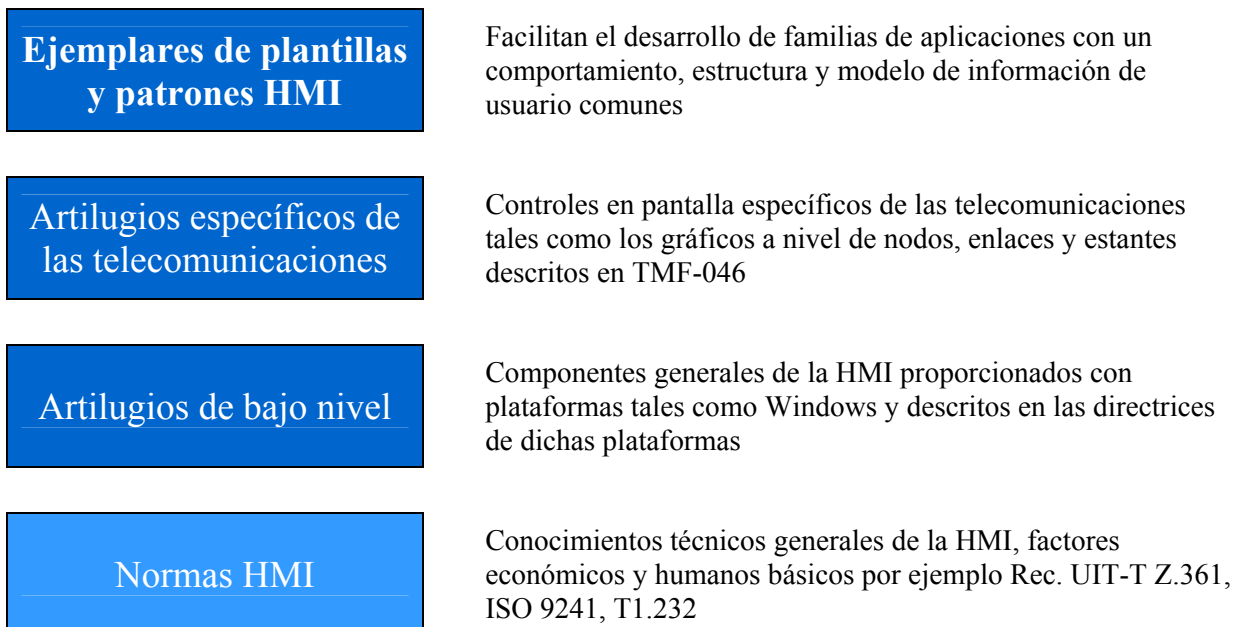 Ejemplares de plantillas
y patrones HMI
Facilitan el desarrollo de familias de aplicaciones con un
comportamiento, estructura y modelo de información de
usuario comunes
Artilugios específicos de
las telecomunicaciones
Controles en pantalla específicos de las telecomunicaciones
tales como los gráficos a nivel de nodos, enlaces y estantes
descritos en TMF-046
Artilugios de bajo nivel
Componentes generales de la HMI proporcionados con
plataformas tales como Windows y descritos en las directrices
de dichas plataformas
Normas HMI
Conocimientos técnicos generales de la HMI, factores
económicos y humanos básicos por ejemplo Rec. UIT-T Z.361,
ISO 9241, T1.232